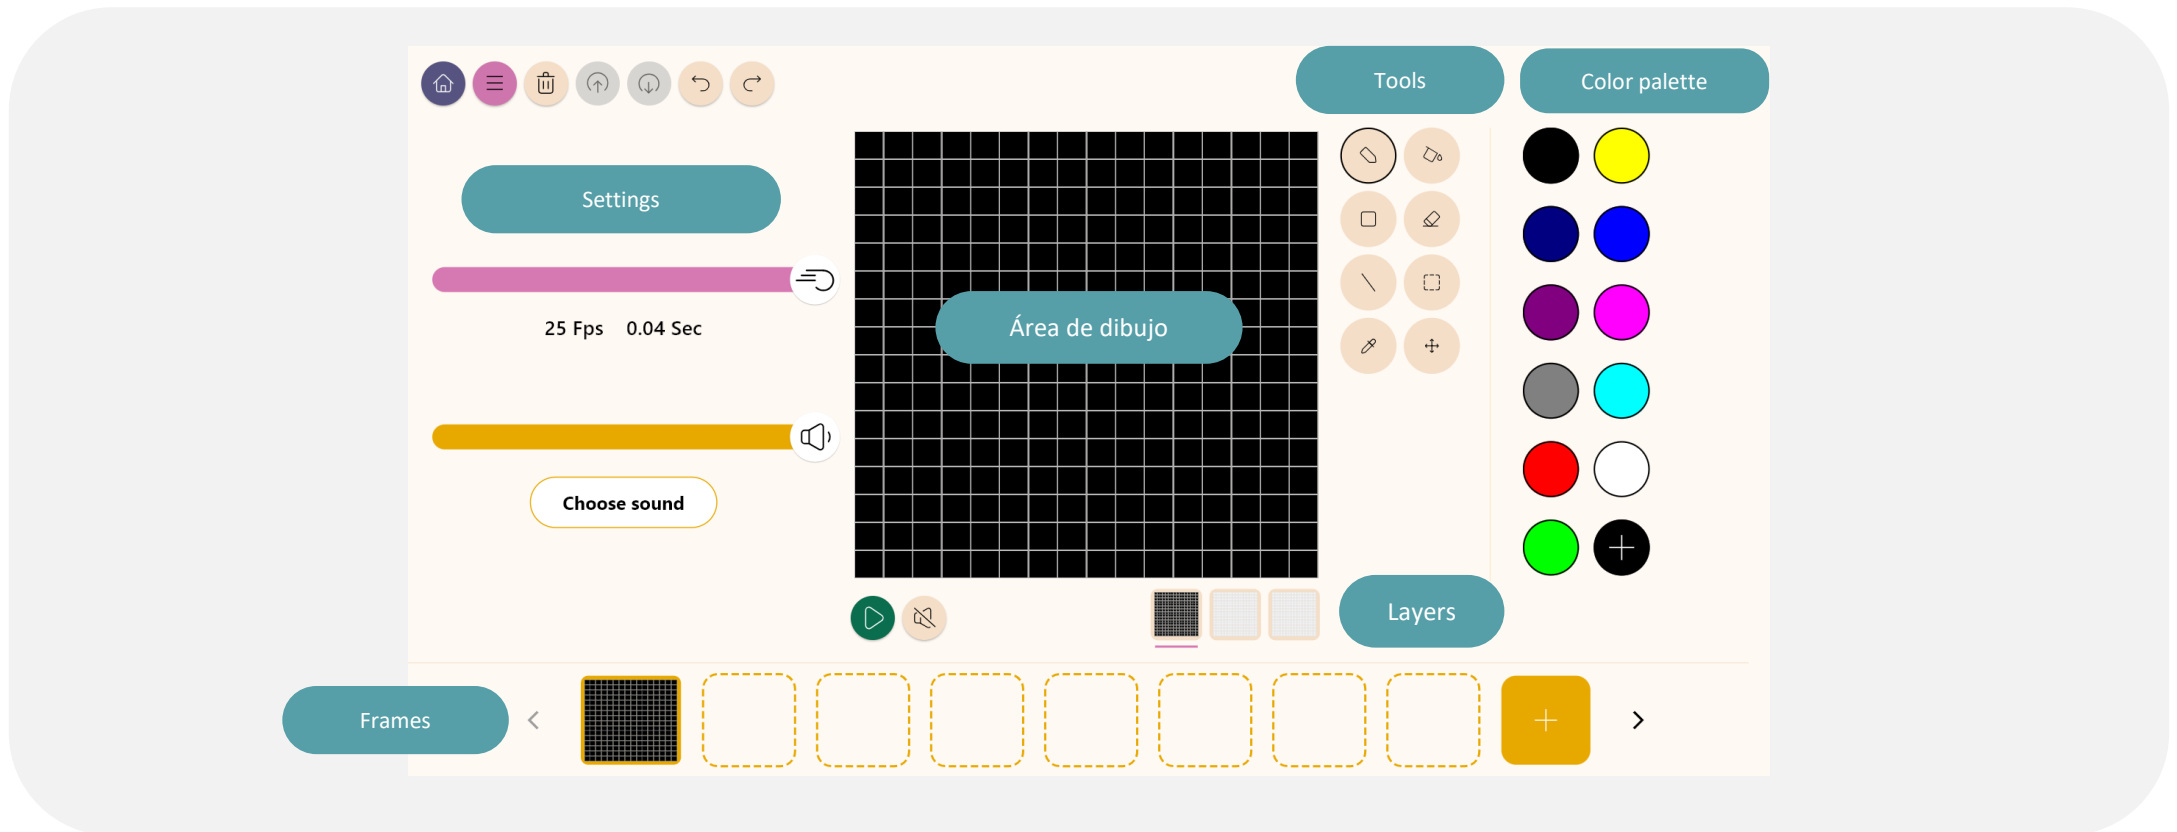 Tools
Color palette
Settings
25 Fps 0.04 Sec
Área de dibujo
Choose sound
Layers
Frames